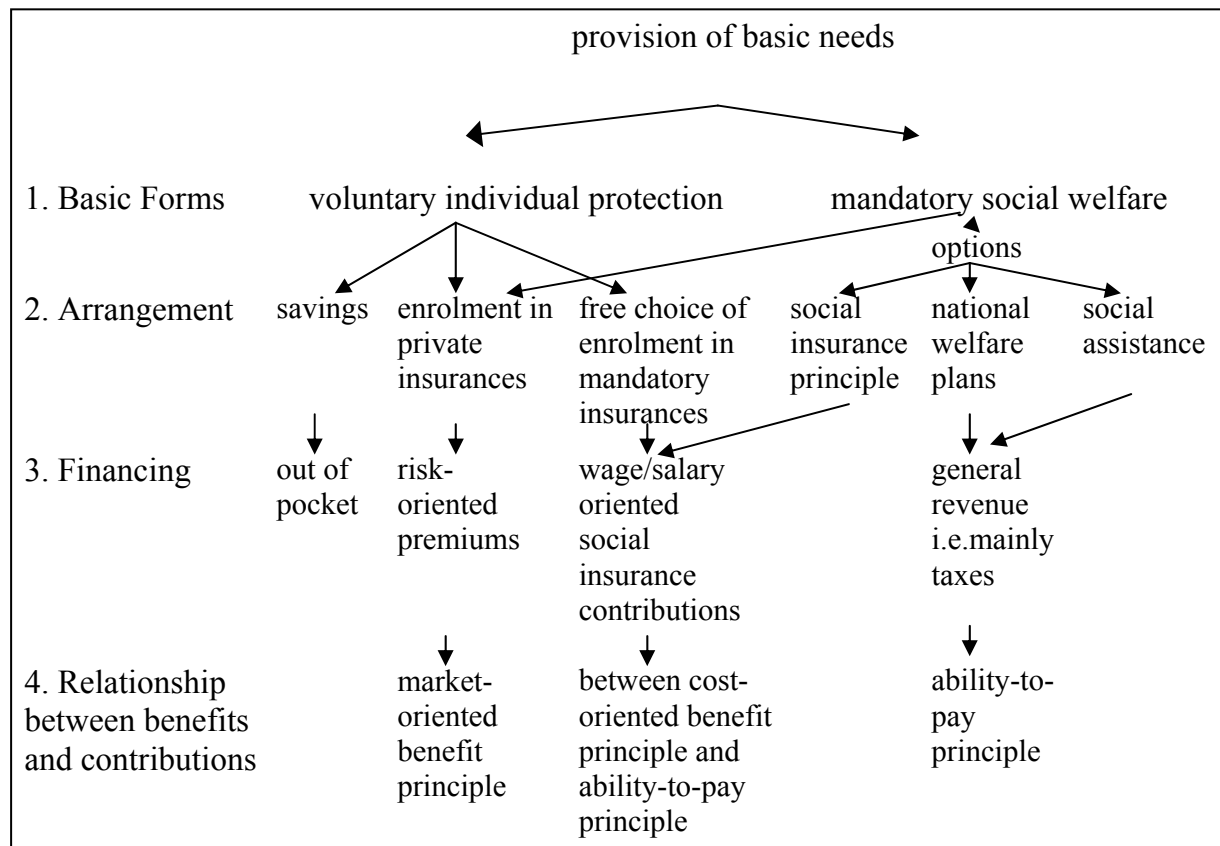 provision of basic needs
1. Basic Forms voluntary individual protection mandatory social welfare
options
2. Arrangement savings enrolment in free choice of social national social
private enrolment in insurance welfare assistance
insurances mandatory principle plans
insurances
3. Financing out of risk- wage/salary general
pocket oriented oriented revenue
premiums social i.e.mainly
insurance taxes
contributions
4. Relationship market- between cost- ability-to-
between benefits oriented oriented benefit pay
and contributions benefit principle and principle
principle ability-to-pay
principle